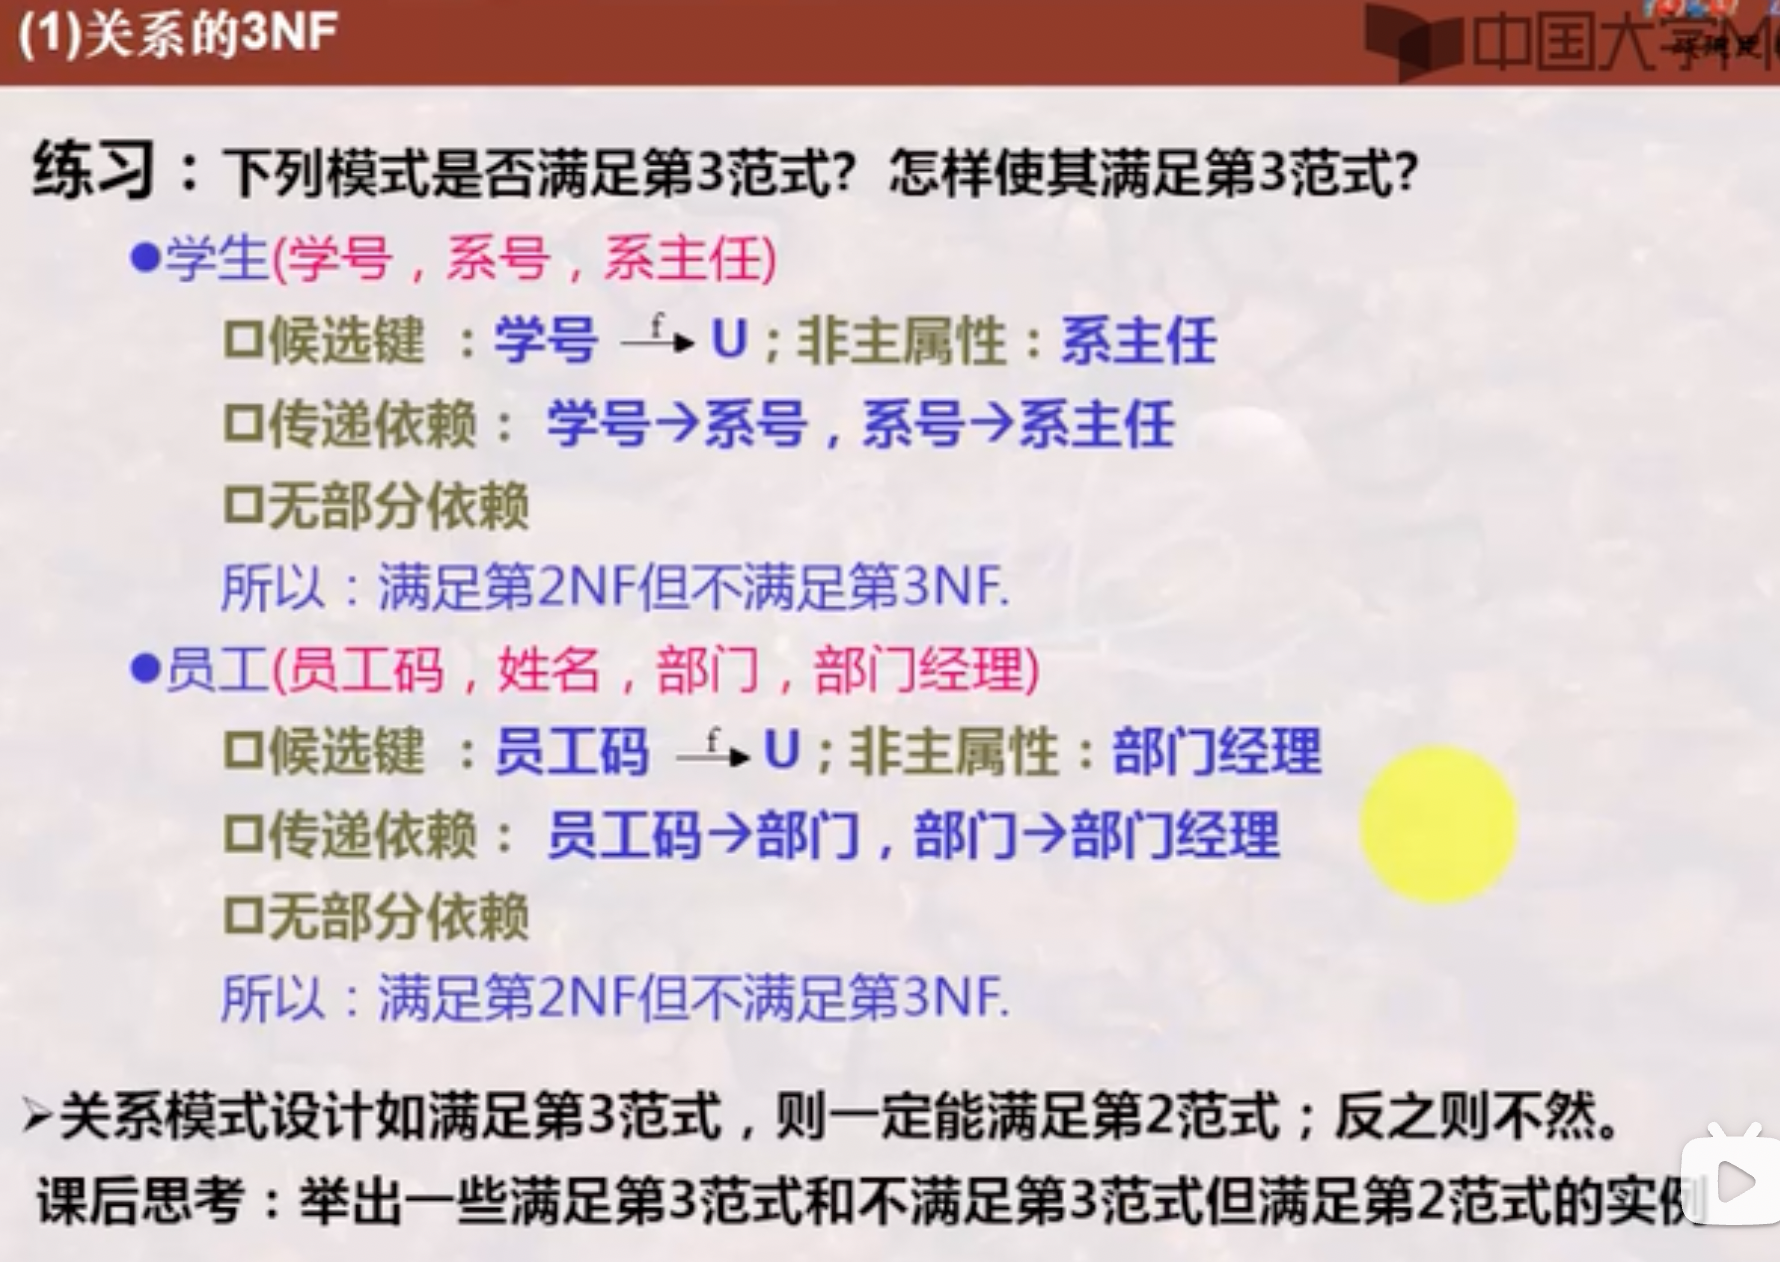 (1)关系的3NF
中国大学M
练习：下列模式是否满足第3范式？怎样使其满足第3范式？
●学生(学号，系号，系主任)
口候选键 ：学号 f→ U；非主属性：系主任
口传递依赖： 学号→系号，系号→系主任
口无部分依赖
所以：满足第2NF但不满足第3NF.
●员工(员工码，姓名，部门，部门经理)
口候选键 ：员工码 f→ U；非主属性：部门经理
口传递依赖： 员工码→部门，部门→部门经理
口无部分依赖
所以：满足第2NF但不满足第3NF.
➢关系模式设计如满足第3范式，则一定能满足第2范式；反之则不然。
课后思考：举出一些满足第3范式和不满足第3范式但满足第2范式的实例